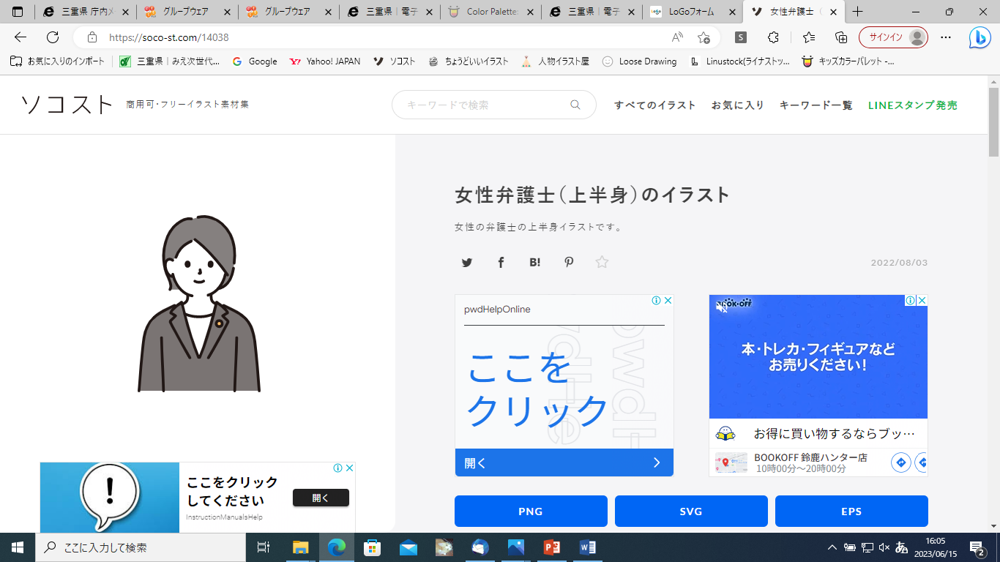 三重県 庁内メ
グループウェア
グループウェア
三重県｜電子
Color Palette:
三重県｜電子
LoGoフォーム
女性弁護士（
https://soco-st.com/14038
サインイン
お気に入りのインポート
三重県｜みえ次世代...
Google
Yahoo! JAPAN
ソコスト
ちょうどいいイラスト
人物イラスト屋
Loose Drawing
Linustock(ライナストッ...
キッズカラーパレット -...
ソコスト
商用可・フリーイラスト素材集
キーワードで検索
すべてのイラスト
お気に入り
キーワード一覧
LINEスタンプ発売
女性弁護士（上半身）のイラスト
女性の弁護士の上半身イラストです。
B!
2022/08/03
pwdHelpOnline
ここを
クリック
開く
BOOK-OFF
本・トレカ・フィギュアなど
お売りください！
お得に買い物するならブッ…
BOOKOFF 鈴鹿ハンター店
10時00分～20時00分
ここをクリック
してください
InstructionManualsHelp
開く
PNG
SVG
EPS
ここに入力して検索
あ
16:05
2023/06/15
2